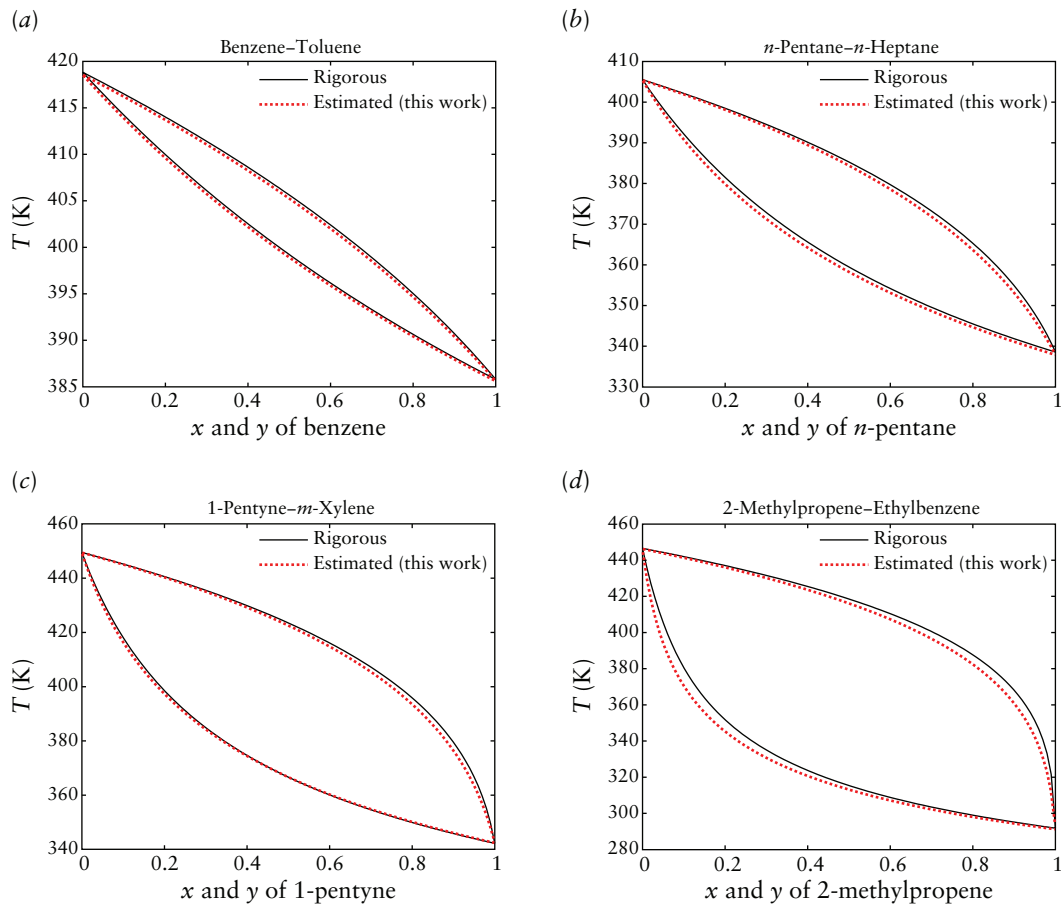 (a)
Benzene–Toluene
Rigorous
Estimated (this work)
420
415
410
405
400
395
390
385
T (K)
0 0.2 0.4 0.6 0.8 1
x and y of benzene
(b)
n-Pentane–n-Heptane
Rigorous
Estimated (this work)
410
400
390
380
370
360
350
340
330
T (K)
0 0.2 0.4 0.6 0.8 1
x and y of n-pentane
(c)
1-Pentyne–m-Xylene
Rigorous
Estimated (this work)
460
440
420
400
380
360
340
T (K)
0 0.2 0.4 0.6 0.8 1
x and y of 1-pentyne
(d)
2-Methylpropene–Ethylbenzene
Rigorous
Estimated (this work)
460
440
420
400
380
360
340
320
300
280
T (K)
0 0.2 0.4 0.6 0.8 1
x and y of 2-methylpropene